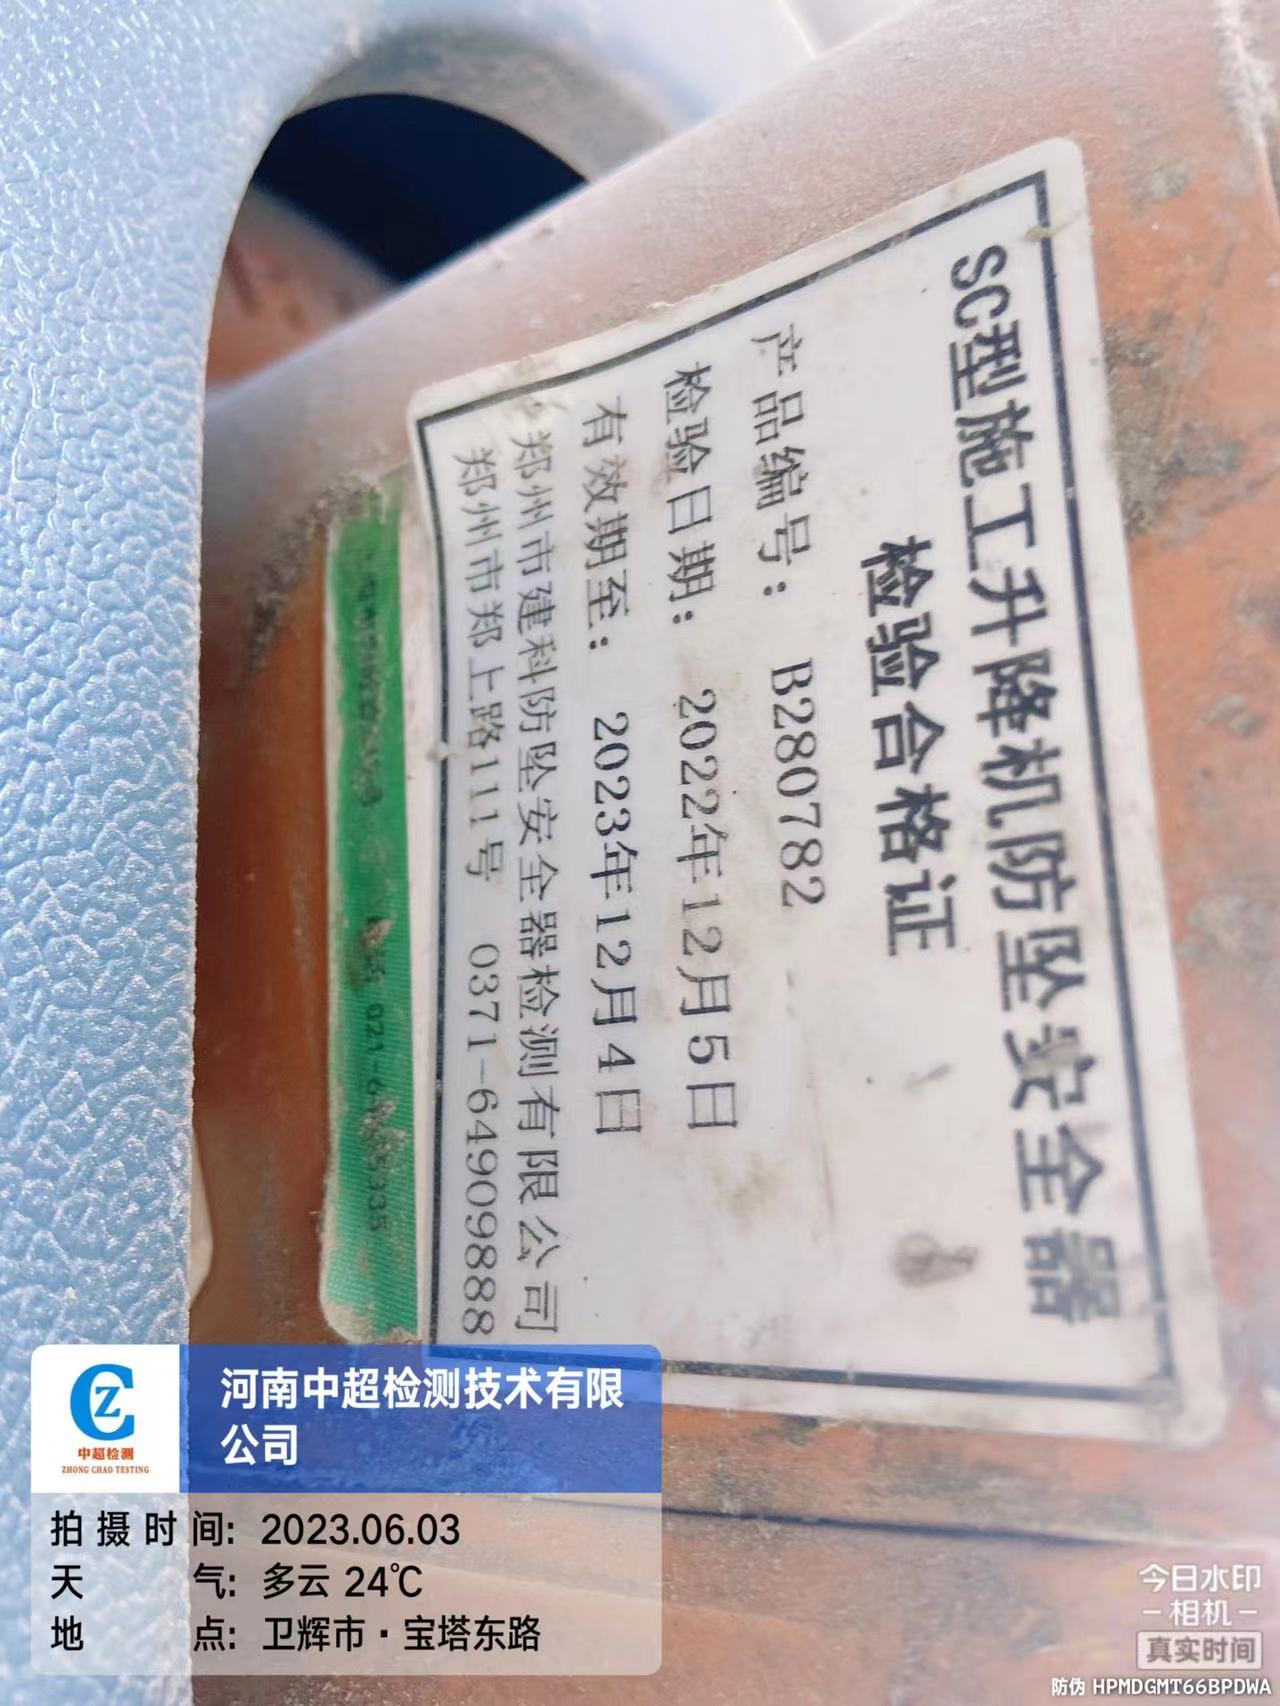 SC型施工升降机防坠安全器
检验合格证
产品编号：B280782
检验日期：2022年12月5日
有效期至：2023年12月4日
郑州市建科防坠安全器检测有限公司
郑州市郑上路111号 0371-64909888
021-
河南中超检测技术有限
公司
CZ
中超检测
ZHONG CHAO TESTING
拍摄时间：2023.06.03
天气：多云 24℃
地点：卫辉市·宝塔东路
今日水印
-相机-
真实时间
防伪 HPMDGMT66BPDWA